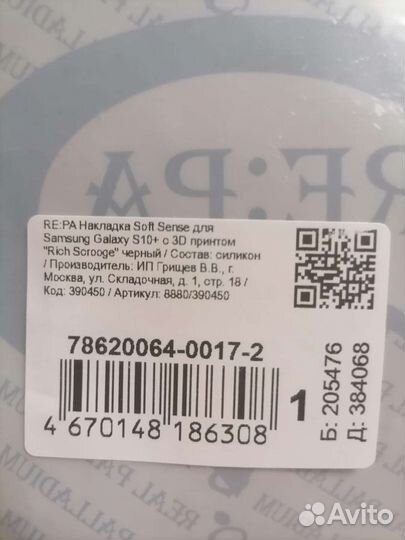 RE:PA
RE:PA Накладка Soft Sense для
Samsung Galaxy S10+ с 3D принтом
"Rich Scrooge" черный / Состав: силикон
/ Производитель: ИП Грищев В.В., г.
Москва, ул. Складочная, д. 1, стр. 18 /
Код: 390450 / Артикул: 8880/390450
78620064-0017-2
4 670148 186308
1
Б: 205476
Д: 384068
REAL PALLADIUM
Avito